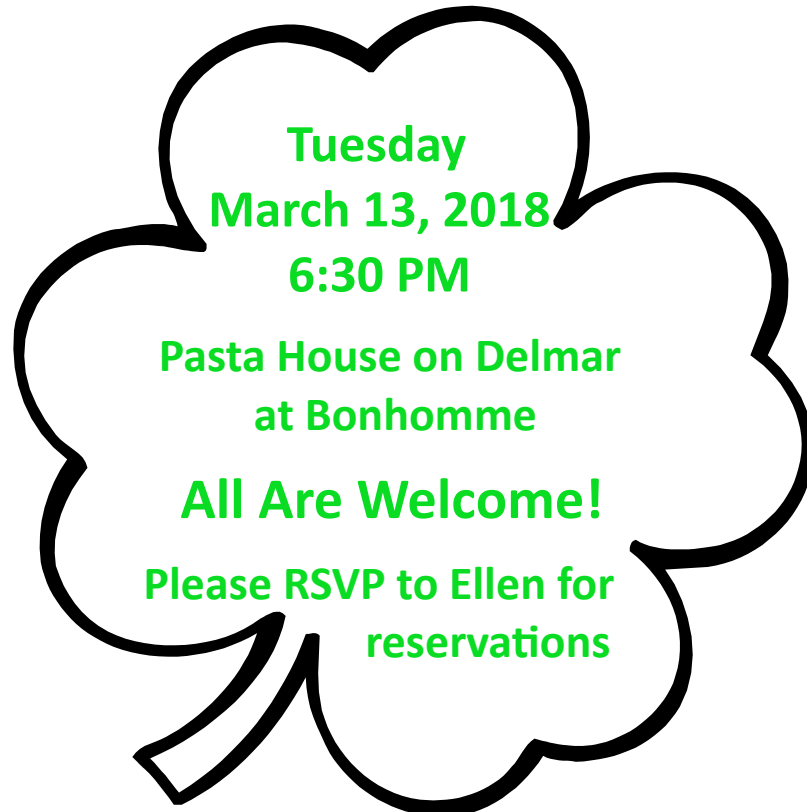 Tuesday
March 13, 2018
6:30 PM
Pasta House on Delmar
at Bonhomme
All Are Welcome!
Please RSVP to Ellen for
reservations